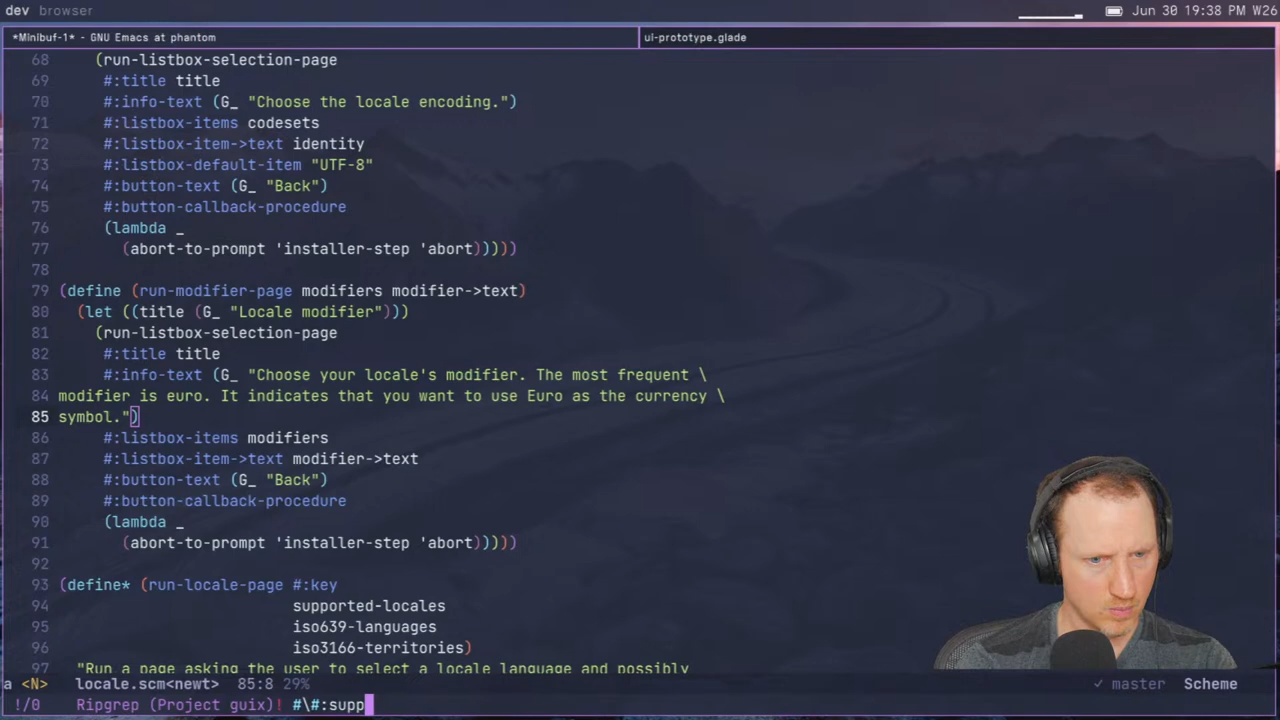 dev browser
Jun 30 19:38 PM W26
*Minibuf-1* - GNU Emacs at phantom
ui-prototype.glade
68 (run-listbox-selection-page
69 #:title title
70 #:info-text (G_ "Choose the locale encoding.")
71 #:listbox-items codesets
72 #:listbox-item->text identity
73 #:listbox-default-item "UTF-8"
74 #:button-text (G_ "Back")
75 #:button-callback-procedure
76 (lambda _
77 (abort-to-prompt 'installer-step 'abort)))))
78
79 (define (run-modifier-page modifiers modifier->text)
80 (let ((title (G_ "Locale modifier")))
81 (run-listbox-selection-page
82 #:title title
83 #:info-text (G_ "Choose your locale's modifier. The most frequent \
84 modifier is euro. It indicates that you want to use Euro as the currency \
85 symbol.")
86 #:listbox-items modifiers
87 #:listbox-item->text modifier->text
88 #:button-text (G_ "Back")
89 #:button-callback-procedure
90 (lambda _
91 (abort-to-prompt 'installer-step 'abort)))))
92
93 (define* (run-locale-page #:key
94 supported-locales
95 iso639-languages
96 iso3166-territories)
97 "Run a page asking the user to select a locale language and possibly
a <N> locale.scm<newt> 85:8 29% ✓ master Scheme
!/0 Ripgrep (Project guix)! #\#:supp